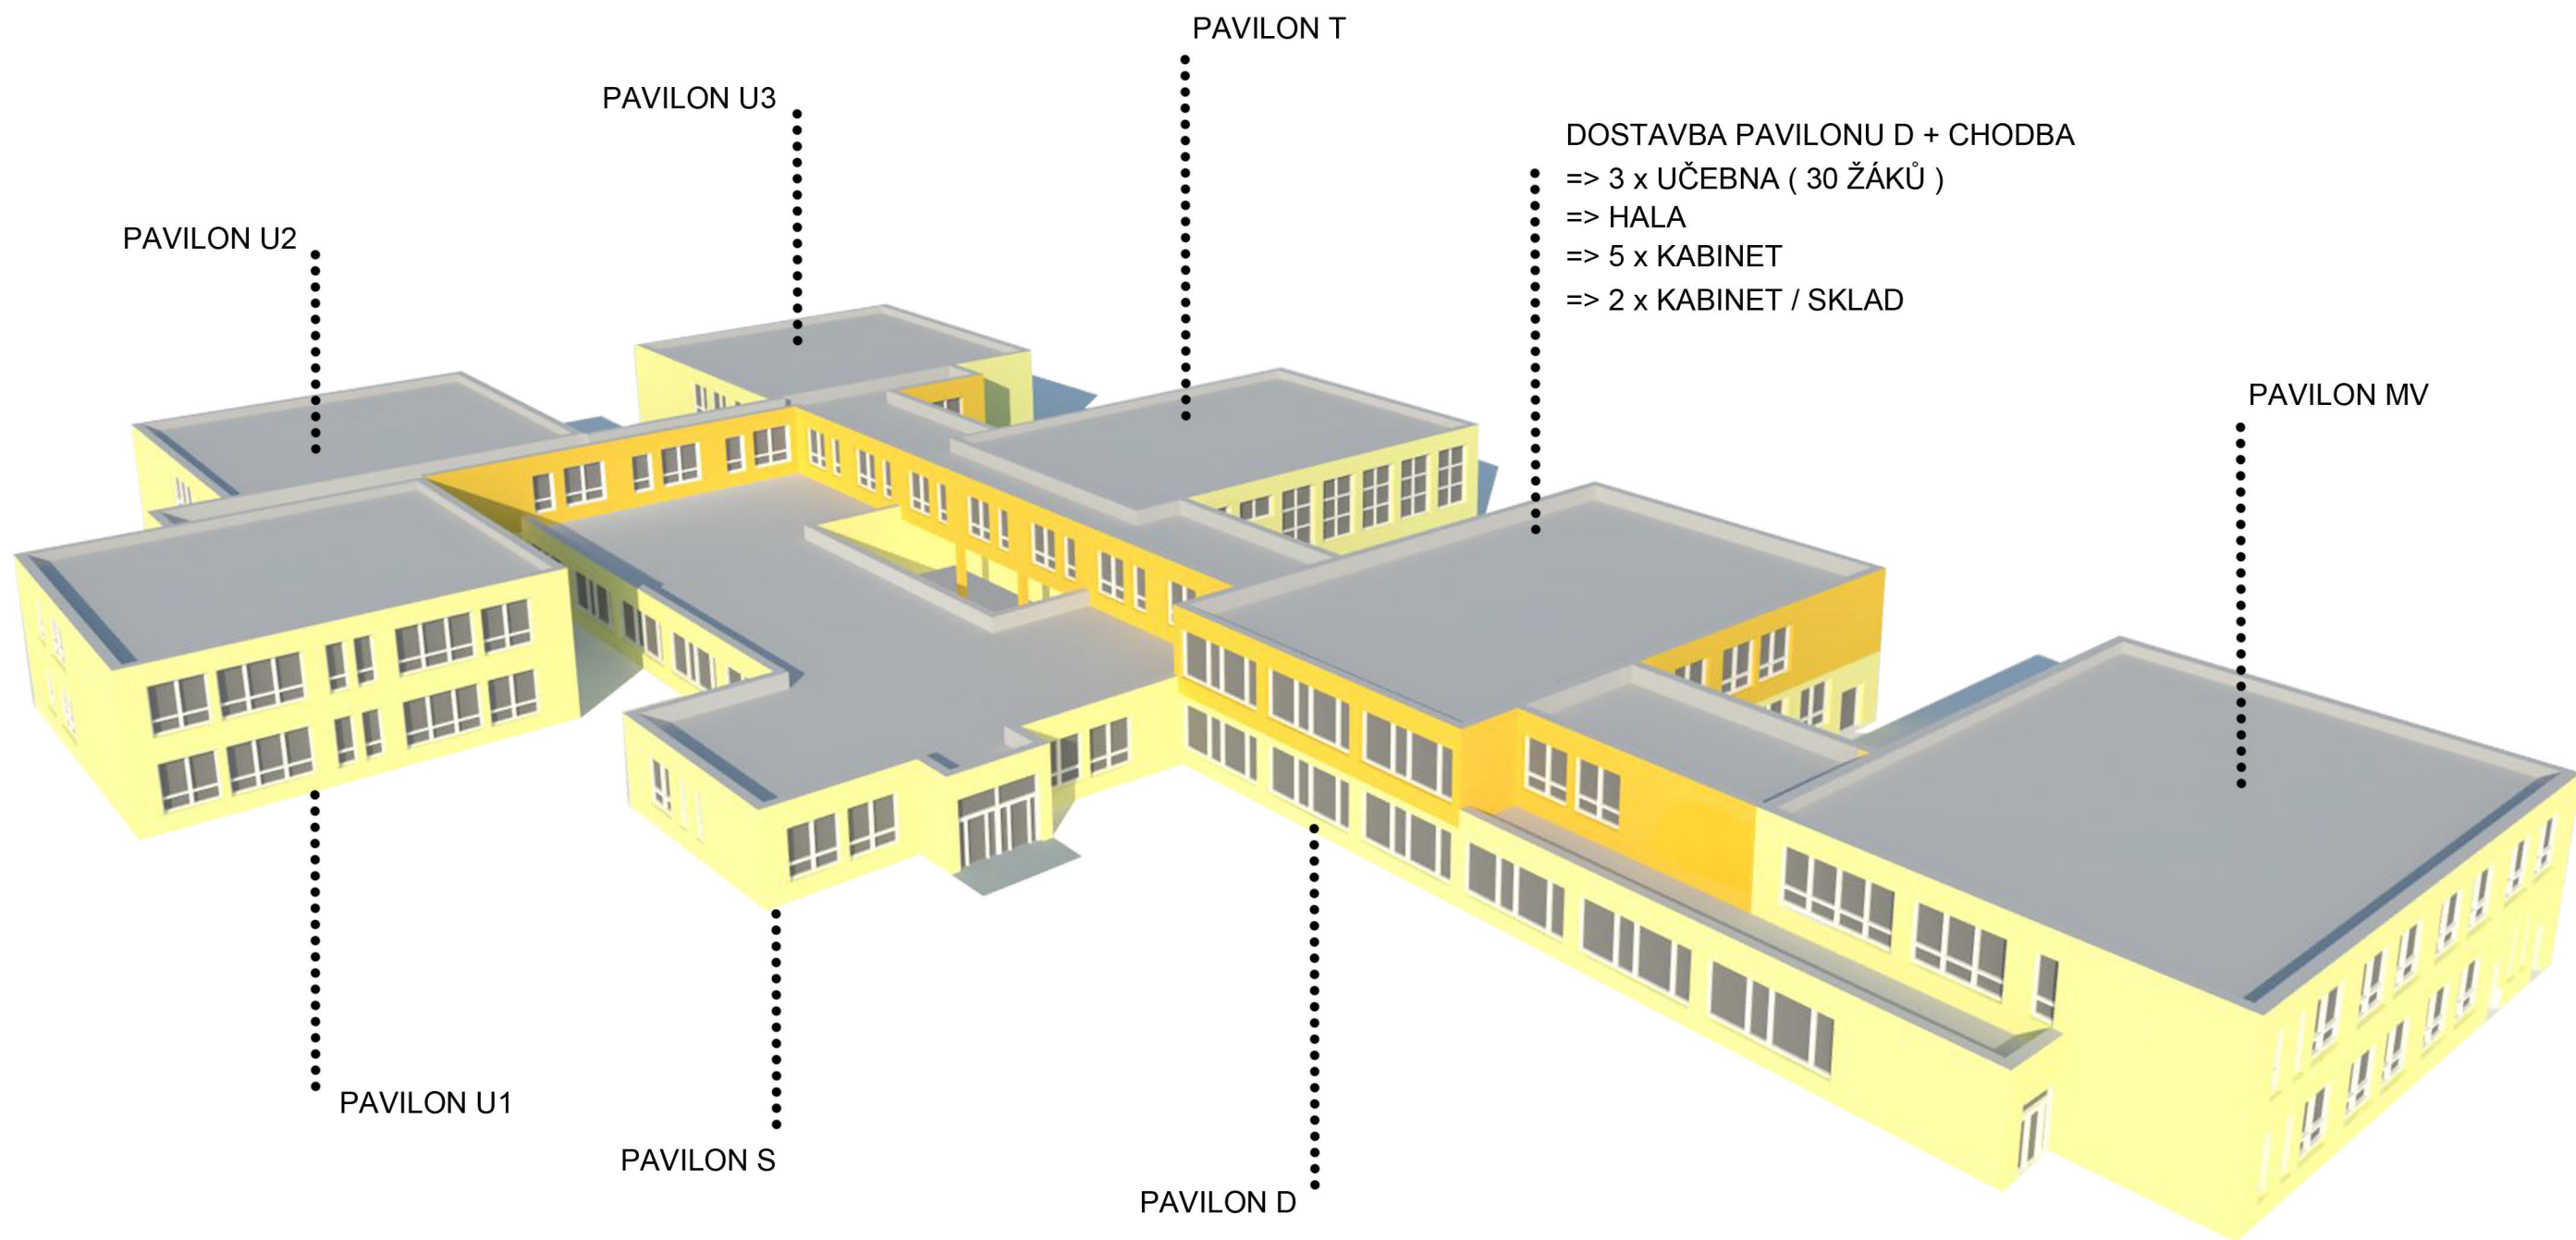 PAVILON T
PAVILON U3
DOSTAVBA PAVILONU D + CHODBA
=> 3 x UČEBNA ( 30 ŽÁKŮ )
=> HALA
=> 5 x KABINET
=> 2 x KABINET / SKLAD
PAVILON U2
PAVILON MV
PAVILON U1
PAVILON S
PAVILON D